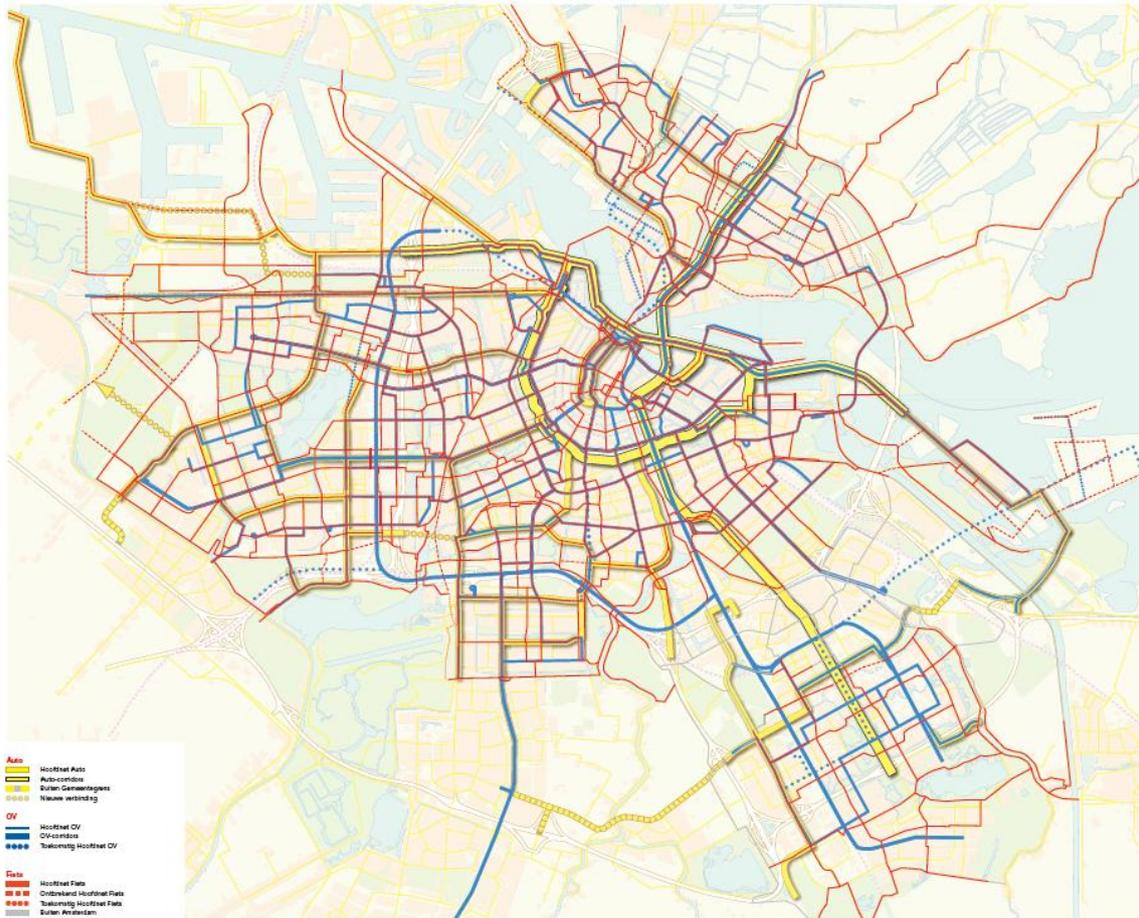 Auto
Hoofdnet Auto
Auto-corridors
Buiten Gemeentegrens
Nieuwe verbinding
OV
Hoofdnet OV
OV-corridors
Toekomstig Hoofdnet OV
Fiets
Hoofdnet Fiets
Ontbrekend Hoofdnet Fiets
Toekomstig Hoofdnet Fiets
Buiten Amsterdam